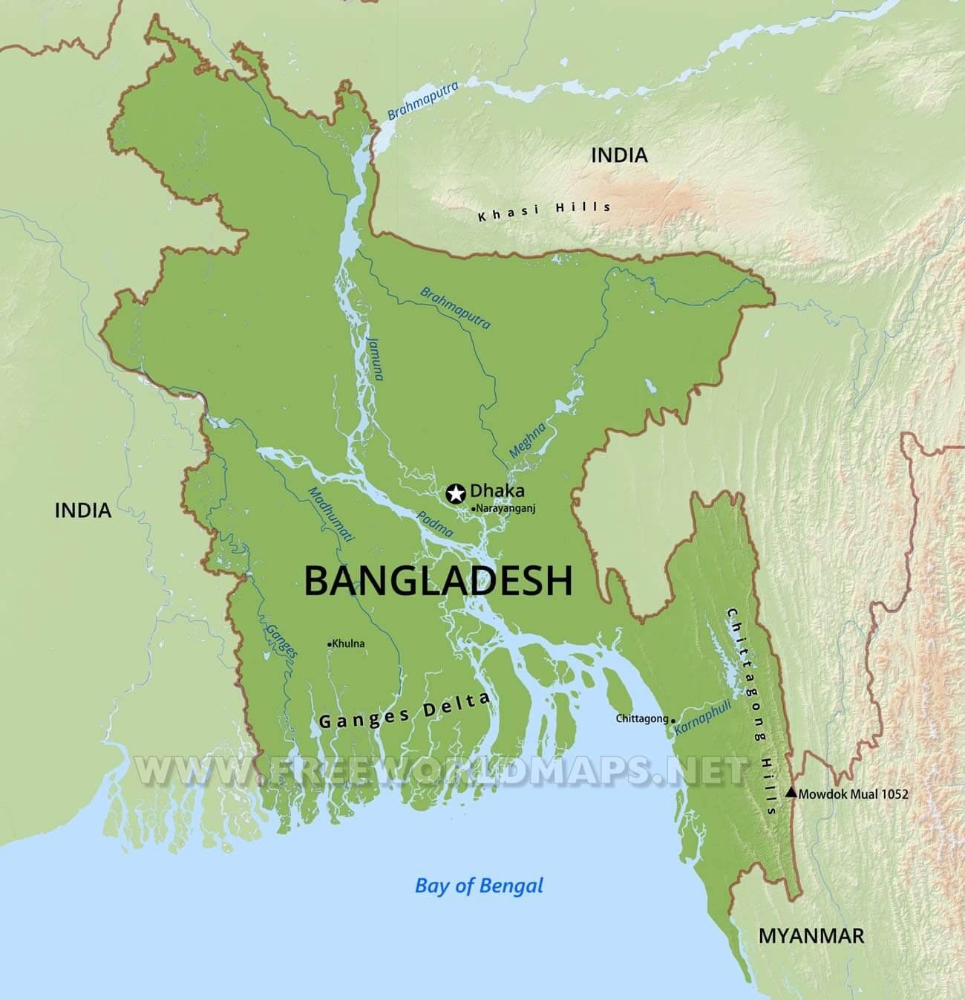 Brahmaputra
INDIA
Khasi Hills
Brahmaputra
Jamuna
Meghna
Dhaka
Narayanganj
INDIA
Madhumati
Padma
BANGLADESH
Ganges
Khulna
Chittagong Hills
Ganges Delta
Chittagong
Karnaphuli
WWW.FREEWORLDMAPS.NET
Mowdok Mual 1052
Bay of Bengal
MYANMAR